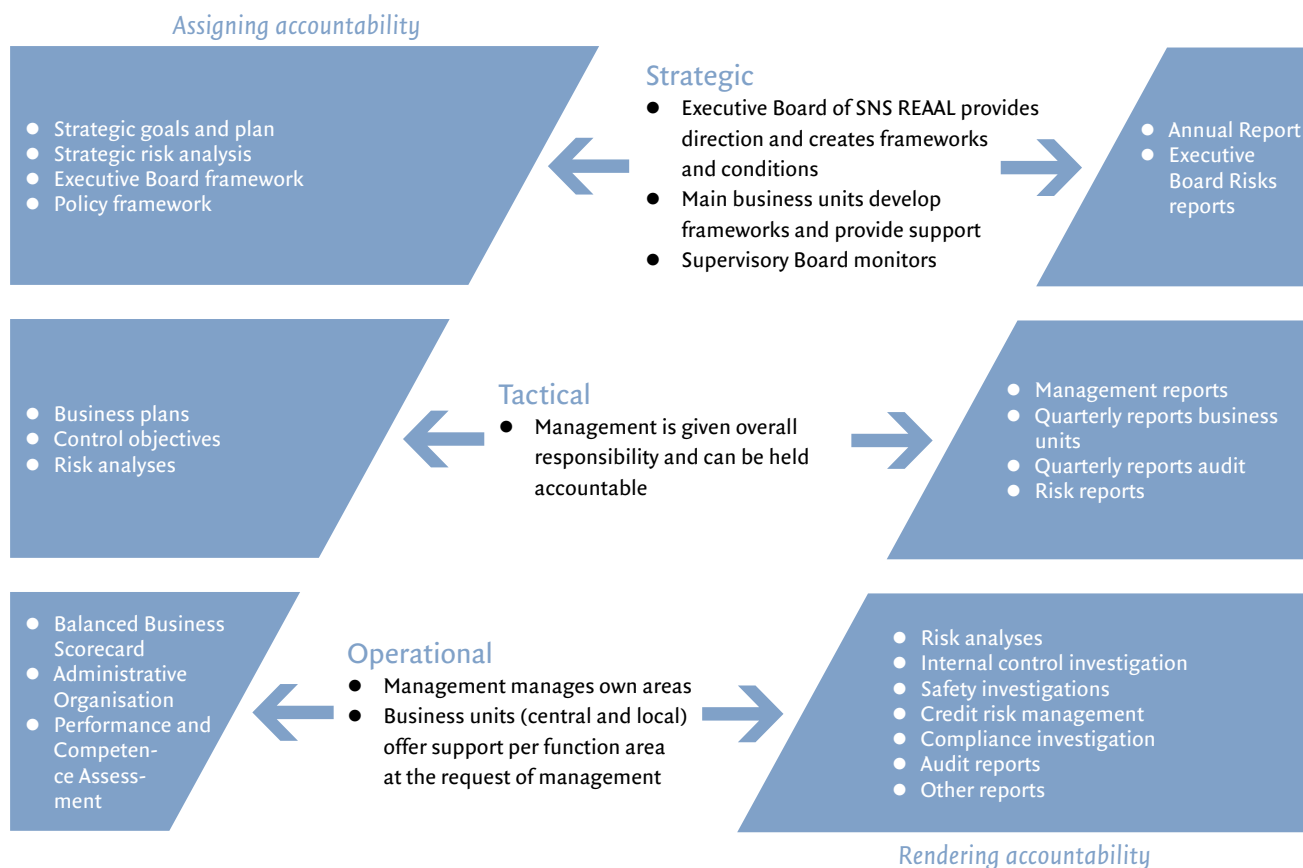 Assigning accountability
● Strategic goals and plan
● Strategic risk analysis
● Executive Board framework
● Policy framework
Strategic
● Executive Board of SNS REAAL provides
direction and creates frameworks
and conditions
● Main business units develop
frameworks and provide support
● Supervisory Board monitors
● Annual Report
● Executive
Board Risks
reports
● Business plans
● Control objectives
● Risk analyses
Tactical
● Management is given overall
responsibility and can be held
accountable
● Management reports
● Quarterly reports business
units
● Quarterly reports audit
● Risk reports
● Balanced Business
Scorecard
● Administrative
Organisation
● Performance and
Competen-
ce Assess-
ment
Operational
● Management manages own areas
● Business units (central and local)
offer support per function area
at the request of management
● Risk analyses
● Internal control investigation
● Safety investigations
● Credit risk management
● Compliance investigation
● Audit reports
● Other reports
Rendering accountability